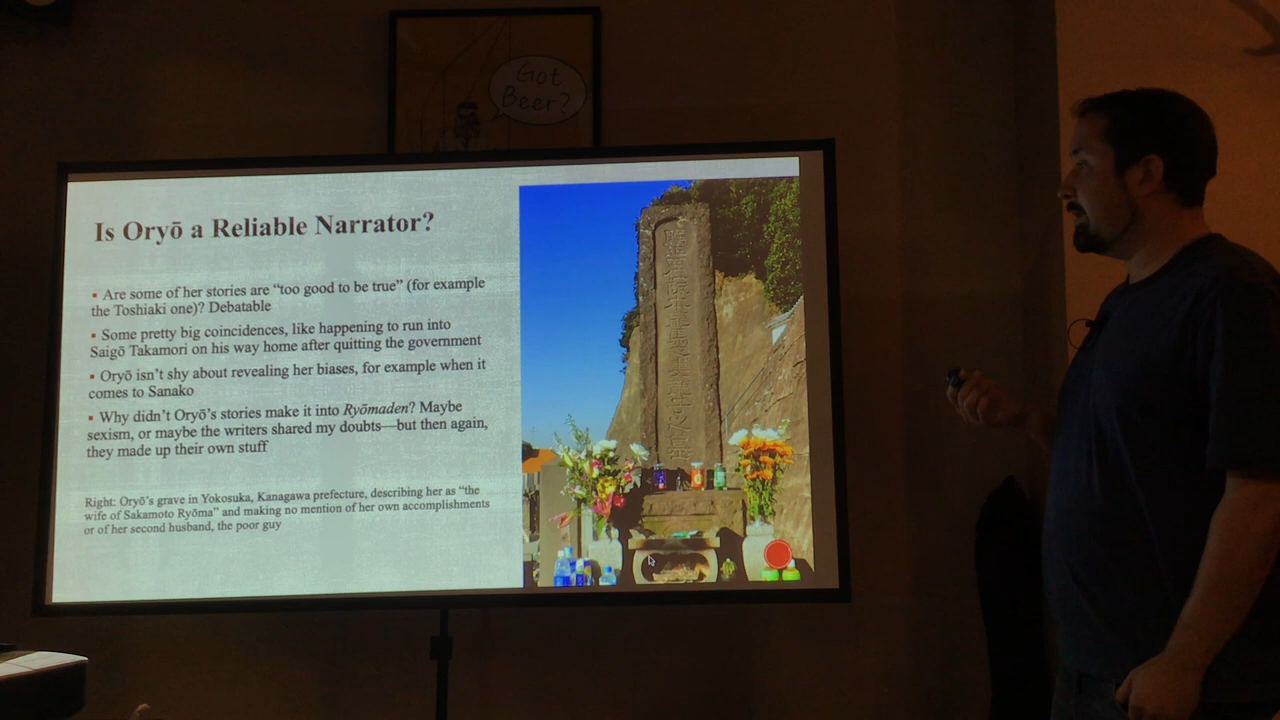 Got
Beer?
Is Oryō a Reliable Narrator?
▪ Are some of her stories are “too good to be true” (for example
the Toshiaki one)? Debatable
▪ Some pretty big coincidences, like happening to run into
Saigō Takamori on his way home after quitting the government
▪ Oryō isn’t shy about revealing her biases, for example when it
comes to Sanako
▪ Why didn’t Oryō’s stories make it into Ryōmaden? Maybe
sexism, or maybe the writers shared my doubts—but then again,
they made up their own stuff
Right: Oryō’s grave in Yokosuka, Kanagawa prefecture, describing her as “the
wife of Sakamoto Ryōma” and making no mention of her own accomplishments
or of her second husband, the poor guy